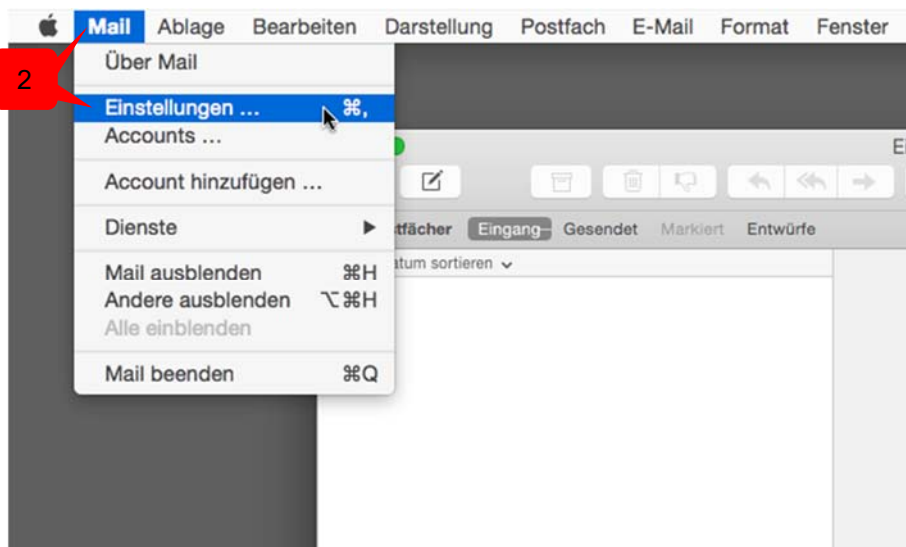 Mail Ablage Bearbeiten Darstellung Postfach E-Mail Format Fenster
2
Über Mail
Einstellungen ... ⌘,
Accounts ...
Account hinzufügen ...
Dienste ▶
Mail ausblenden ⌘H
Andere ausblenden ⌥⌘H
Alle einblenden
Mail beenden ⌘Q
Ei
tfächer Eingang Gesendet Markiert Entwürfe
atum sortieren